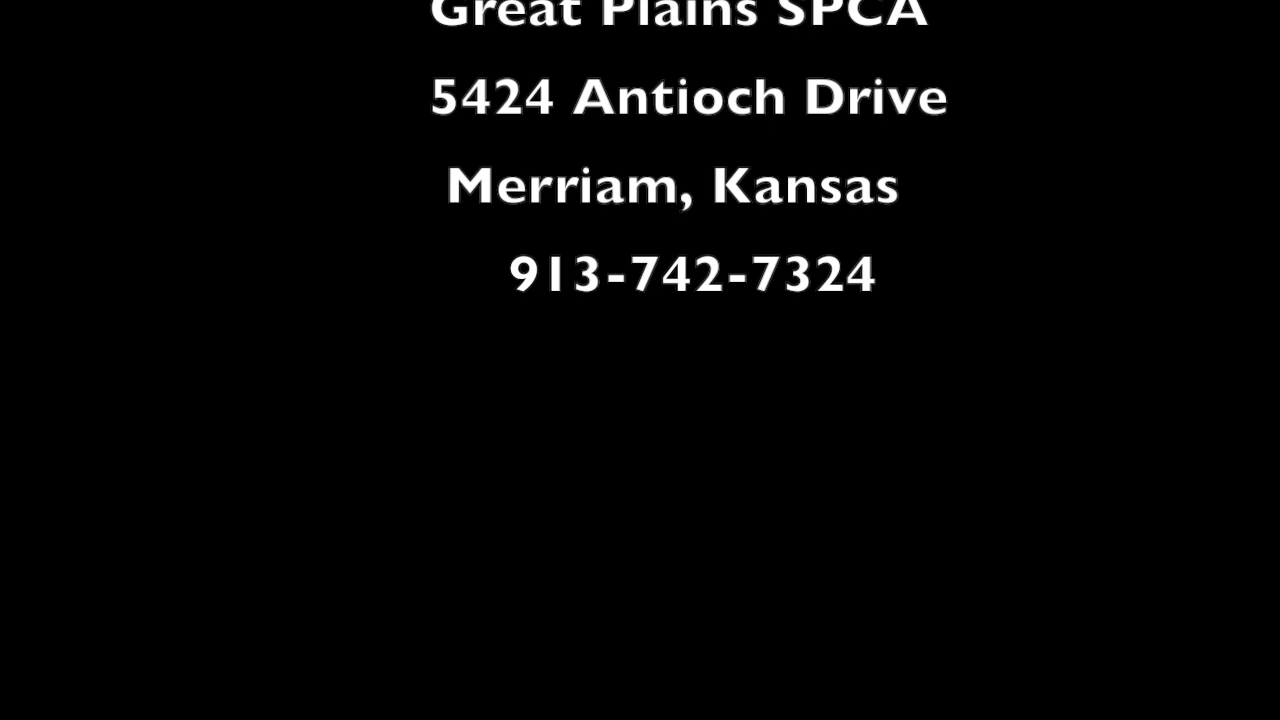 Great Plains SPCA
5424 Antioch Drive
Merriam, Kansas
913-742-7324